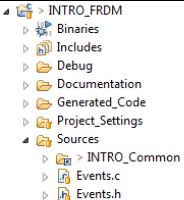 > INTRO_FRDM
Binaries
Includes
Debug
Documentation
Generated_Code
Project_Settings
Sources
> INTRO_Common
Events.c
Events.h